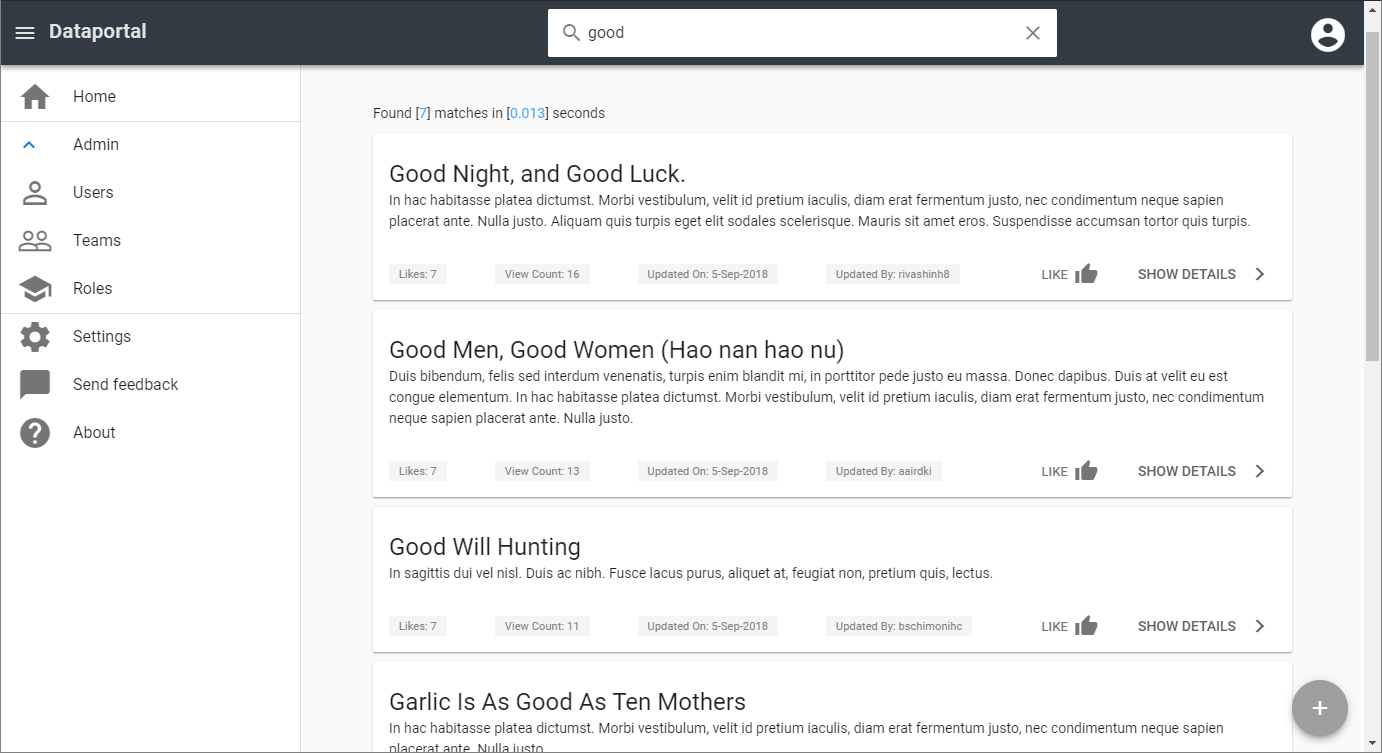 Dataportal
good
Home
Admin
Users
Teams
Roles
Settings
Send feedback
About
Found [7] matches in [0.013] seconds
Good Night, and Good Luck.
In hac habitasse platea dictumst. Morbi vestibulum, velit id pretium iaculis, diam erat fermentum justo, nec condimentum neque sapien
placerat ante. Nulla justo. Aliquam quis turpis eget elit sodales scelerisque. Mauris sit amet eros. Suspendisse accumsan tortor quis turpis.
Likes: 7 View Count: 16 Updated On: 5-Sep-2018 Updated By: rivashinh8 LIKE SHOW DETAILS
Good Men, Good Women (Hao nan hao nu)
Duis bibendum, felis sed interdum venenatis, turpis enim blandit mi, in porttitor pede justo eu massa. Donec dapibus. Duis at velit eu est
congue elementum. In hac habitasse platea dictumst. Morbi vestibulum, velit id pretium iaculis, diam erat fermentum justo, nec condimentum
neque sapien placerat ante. Nulla justo.
Likes: 7 View Count: 13 Updated On: 5-Sep-2018 Updated By: aairdki LIKE SHOW DETAILS
Good Will Hunting
In sagittis dui vel nisl. Duis ac nibh. Fusce lacus purus, aliquet at, feugiat non, pretium quis, lectus.
Likes: 7 View Count: 11 Updated On: 5-Sep-2018 Updated By: bschimonihc LIKE SHOW DETAILS
Garlic Is As Good As Ten Mothers
In hac habitasse platea dictumst. Morbi vestibulum, velit id pretium iaculis, diam erat fermentum justo, nec condimentum neque sapien
placerat ante. Nulla justo